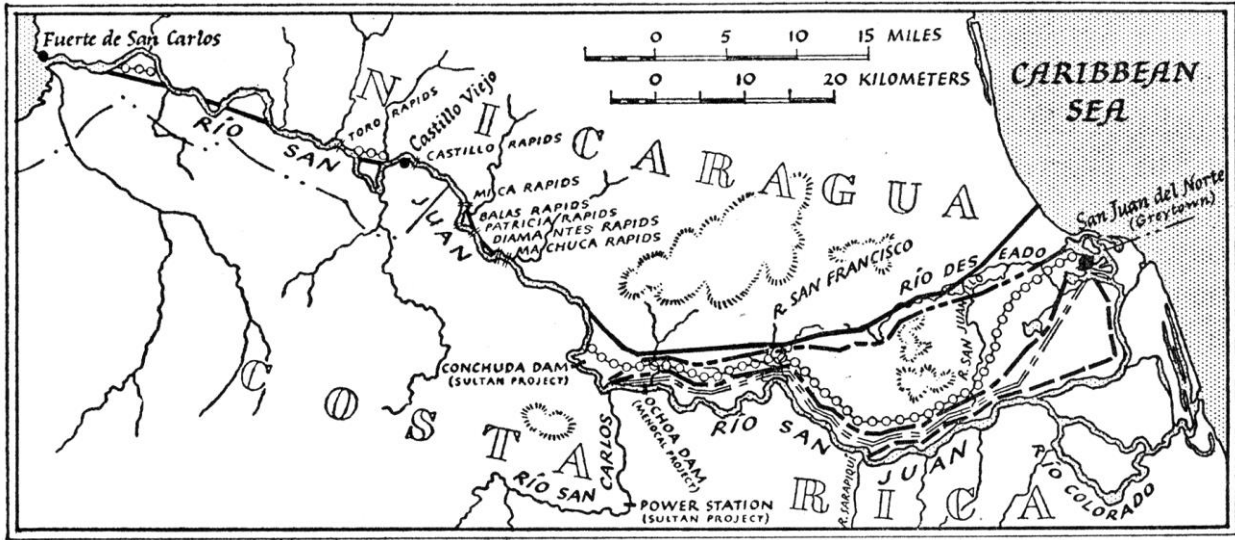 Fuerte de San Carlos
0 5 10 15 MILES
0 10 20 KILOMETERS
CARIBBEAN
SEA
NICARAGUA
RÍO SAN JUAN
TORO RAPIDS
Castillo Viejo
CASTILLO RAPIDS
MICA RAPIDS
BALAS RAPIDS
PATRICIA RAPIDS
DIAMANTES RAPIDS
MACHUCA RAPIDS
San Juan del Norte
(Greytown)
R. SAN FRANCISCO
RÍO DESEADO
R. SAN JUAN
CONCHUDA DAM
(SULTAN PROJECT)
OCHOA DAM
(MENOCAL PROJECT)
RÍO SAN JUAN
COSTA RICA
RÍO SAN CARLOS
POWER STATION
(SULTAN PROJECT)
R. SARAPIQUI
RÍO COLORADO